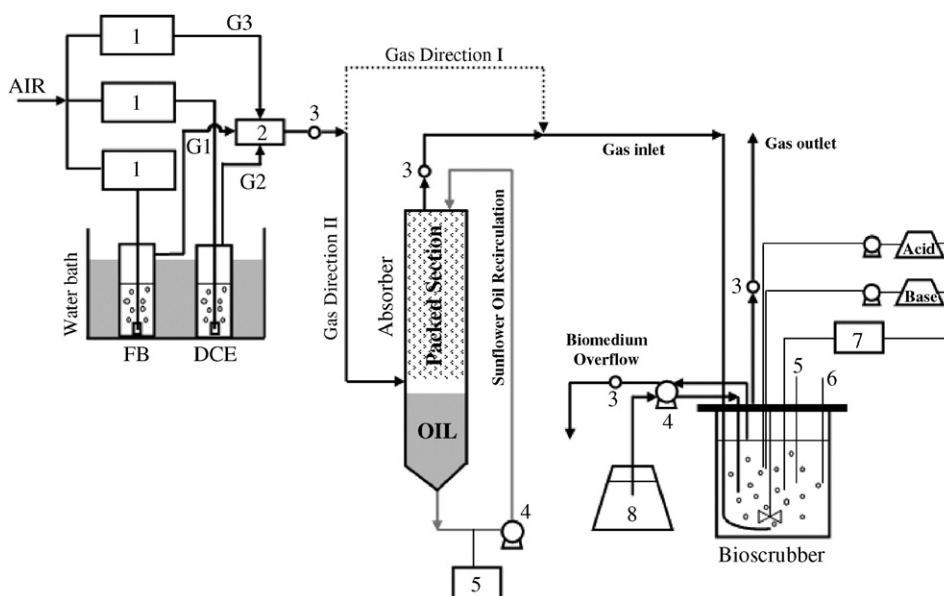 1
G3
AIR
1
Gas Direction I
2
3
G1
1
G2
Gas inlet
Gas outlet
3
Water bath
Gas Direction II
Absorber
Packed Section
Sunflower Oil Recirculation
3
Acid
Base
FB
DCE
Biomedium
Overflow
7
5
6
3
4
OIL
8
4
5
Bioscrubber